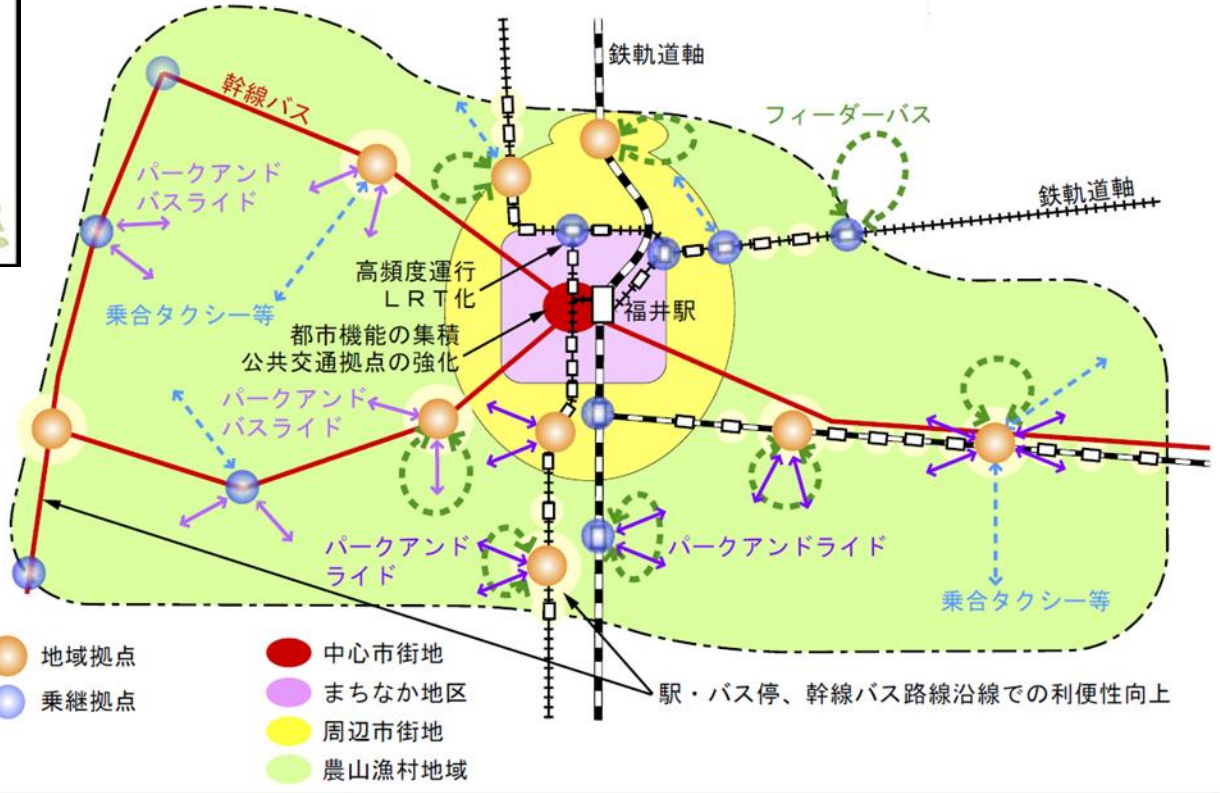 鉄軌道軸
幹線バス
フィーダーバス
パークアンド
バスライド
鉄軌道軸
高頻度運行
ＬＲＴ化
乗合タクシー等
福井駅
都市機能の集積
公共交通拠点の強化
パークアンド
バスライド
パークアンド
ライド
パークアンドライド
乗合タクシー等
地域拠点
乗継拠点
中心市街地
まちなか地区
周辺市街地
農山漁村地域
駅・バス停、幹線バス路線沿線での利便性向上